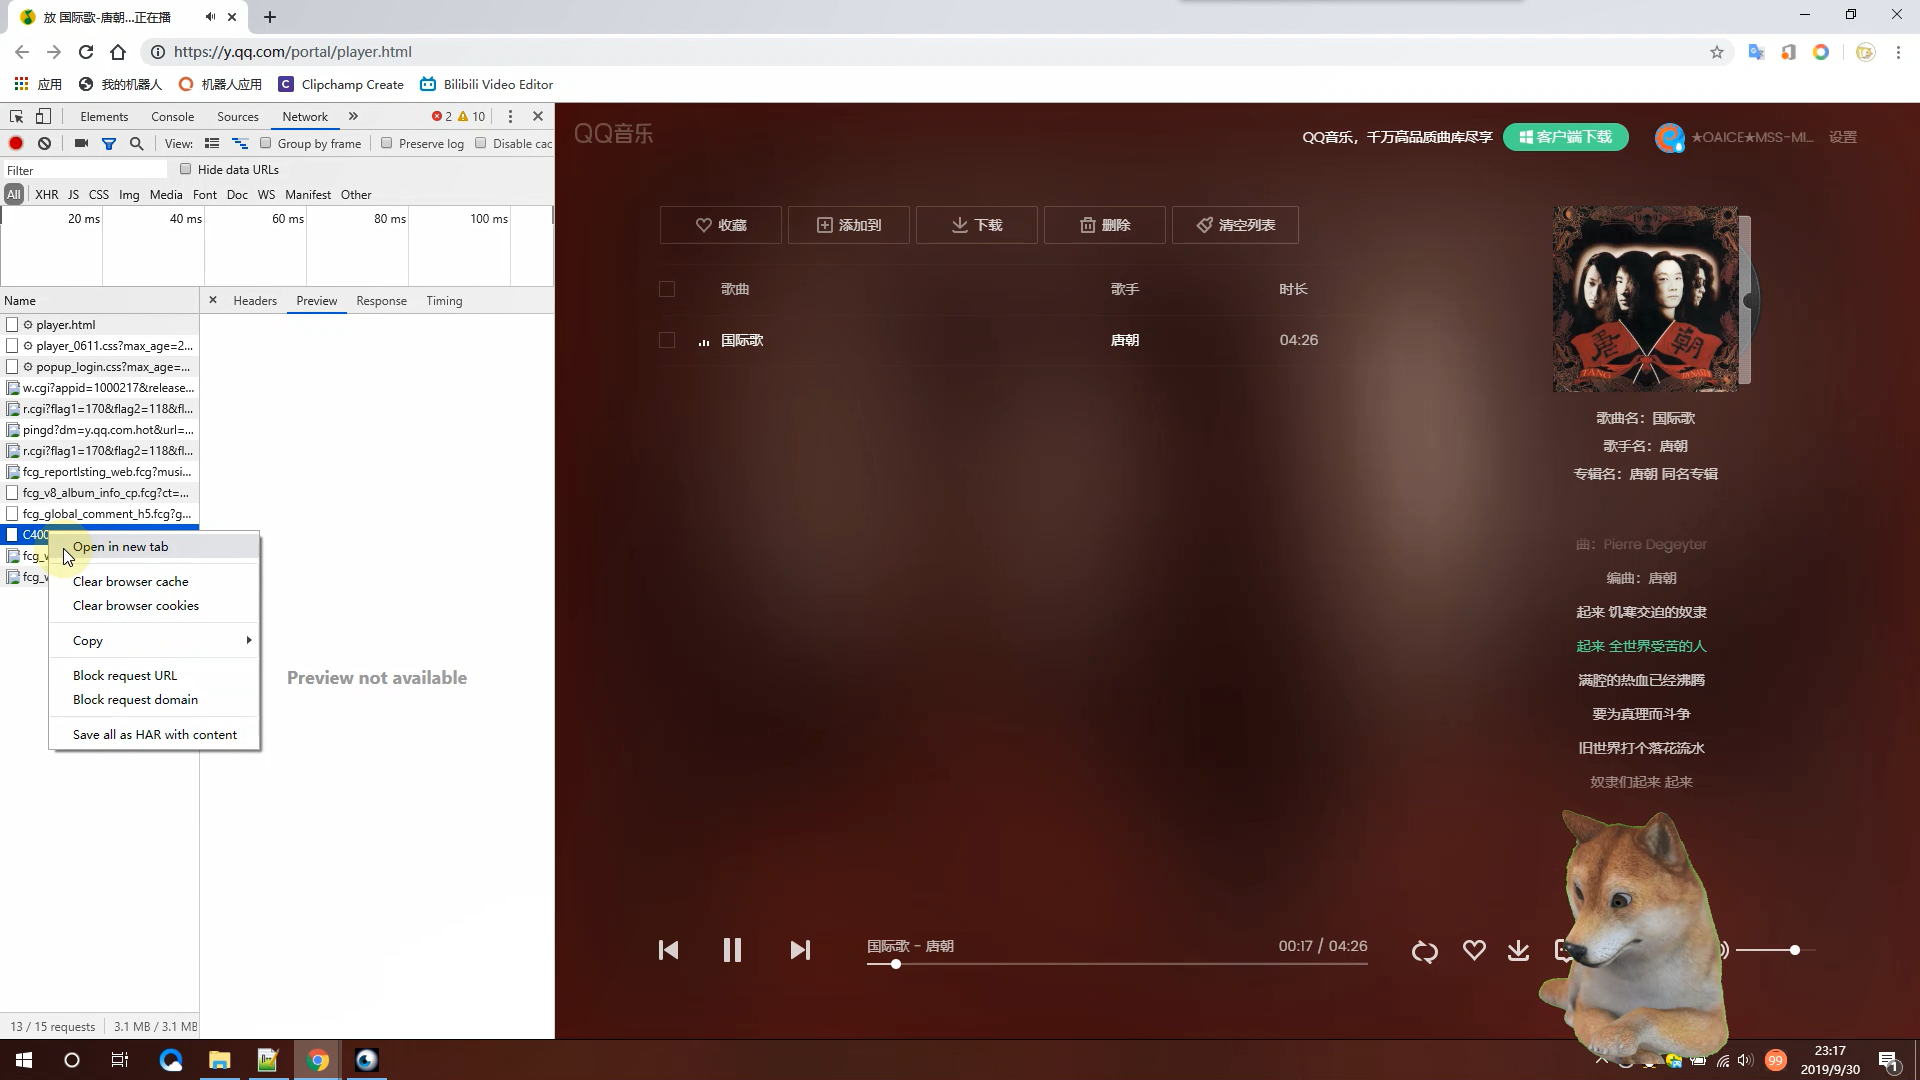 放 国际歌-唐朝...正在播
https://y.qq.com/portal/player.html
应用 我的机器人 机器人应用 Clipchamp Create Bilibili Video Editor
Elements Console Sources Network » 2 10
View: Group by frame Preserve log Disable cac
Filter Hide data URLs
All XHR JS CSS Img Media Font Doc WS Manifest Other
20 ms 40 ms 60 ms 80 ms 100 ms
Name Headers Preview Response Timing
player.html
player_0611.css?max_age=2...
popup_login.css?max_age=...
w.cgi?appid=1000217&release...
r.cgi?flag1=170&flag2=118&fl...
pingd?dm=y.qq.com.hot&url=...
r.cgi?flag1=170&flag2=118&fl...
fcg_reportlsting_web.fcg?musi...
fcg_v8_album_info_cp.fcg?ct=...
fcg_global_comment_h5.fcg?g...
C400
fcg_v
fcg_v
Open in new tab
Clear browser cache
Clear browser cookies
Copy
Block request URL
Block request domain
Save all as HAR with content
Preview not available
13 / 15 requests 3.1 MB / 3.1 MB
QQ音乐
QQ音乐，千万高品质曲库尽享 客户端下载 ★OAICE★MSS-MI... 设置
收藏 添加到 下载 删除 清空列表
歌曲 歌手 时长
国际歌 唐朝 04:26
唐 朝
TANG DYNASTY
歌曲名：国际歌
歌手名：唐朝
专辑名：唐朝 同名专辑
曲：Pierre Degeyter
编曲：唐朝
起来 饥寒交迫的奴隶
起来 全世界受苦的人
满腔的热血已经沸腾
要为真理而斗争
旧世界打个落花流水
奴隶们起来 起来
国际歌 - 唐朝 00:17 / 04:26
99
23:17
2019/9/30
1